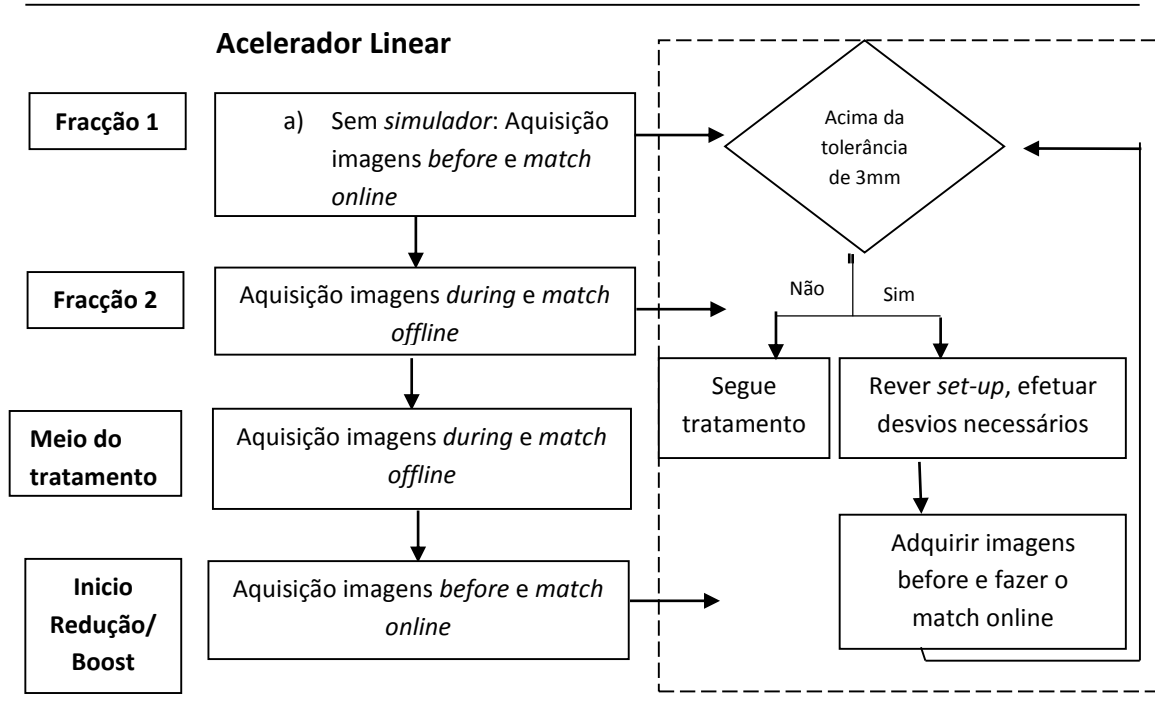 Acelerador Linear
Fracção 1
a) Sem simulador: Aquisição
imagens before e match
online
Acima da
tolerância
de 3mm
Fracção 2
Aquisição imagens during e match
offline
Não
Sim
Segue
tratamento
Rever set-up, efetuar
desvios necessários
Meio do
tratamento
Aquisição imagens during e match
offline
Inicio
Redução/
Boost
Aquisição imagens before e match
online
Adquirir imagens
before e fazer o
match online